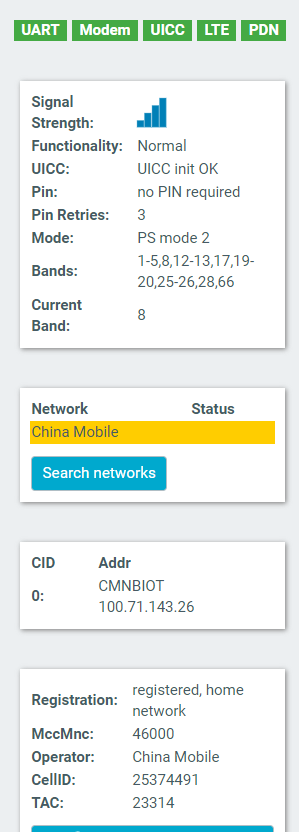 UART Modem UICC LTE PDN
Signal
Strength:
Functionality: Normal
UICC: UICC init OK
Pin: no PIN required
Pin Retries: 3
Mode: PS mode 2
Bands: 1-5,8,12-13,17,19-
20,25-26,28,66
Current
Band: 8
Network Status
China Mobile
Search networks
CID Addr
0: CMNBIOT
100.71.143.26
Registration: registered, home
network
MccMnc: 46000
Operator: China Mobile
CellID: 25374491
TAC: 23314